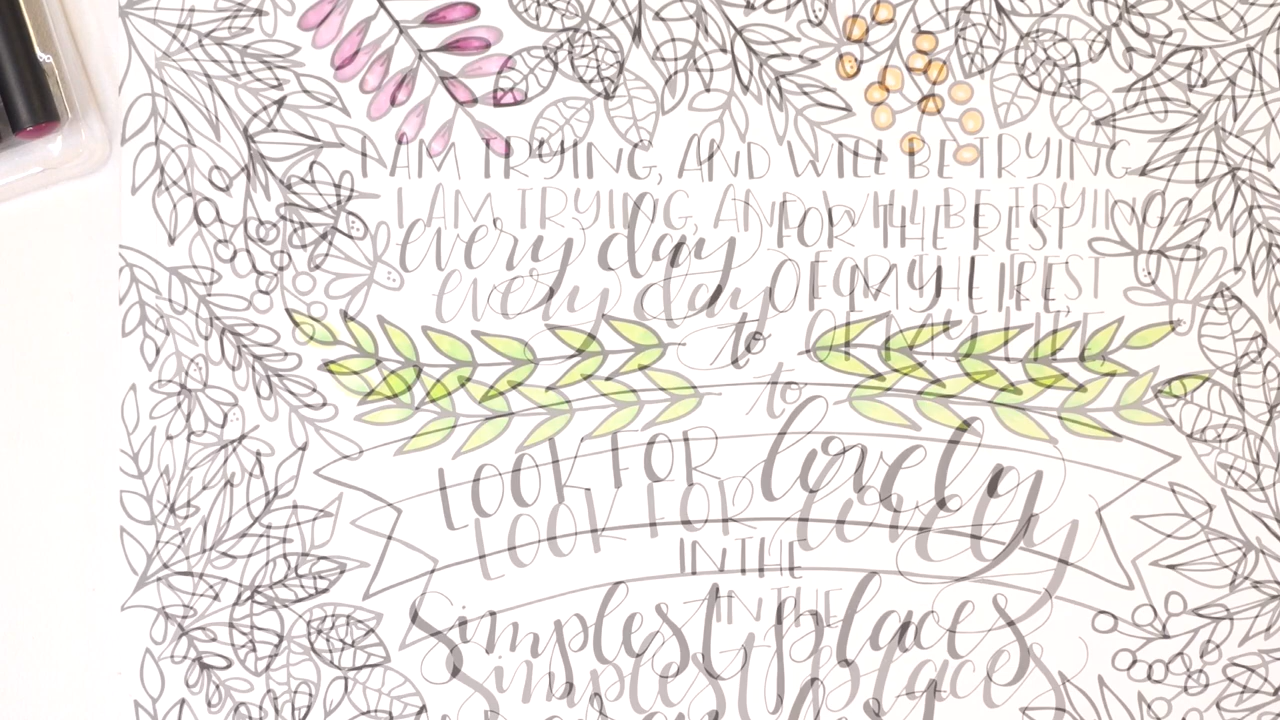 I AM TRYING, AND WILL BE TRYING
every day FOR THE REST
OF MY LIFE
to
LOOK FOR lovely
IN THE
simplest places